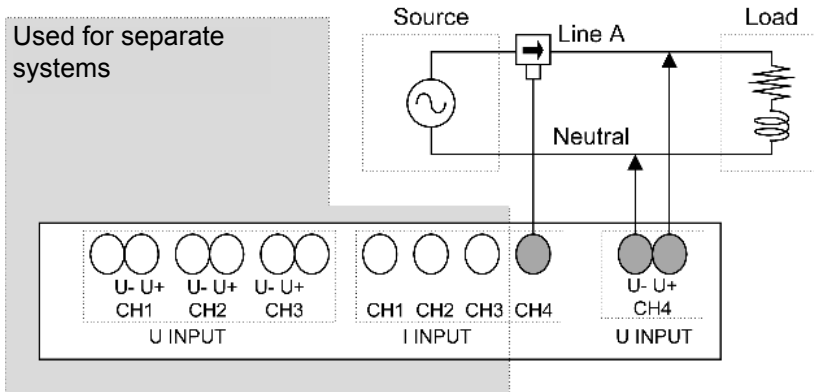 Source
Load
Used for separate
systems
Line A
Neutral
U- U+ U- U+ U- U+
CH1 CH2 CH3
U INPUT
CH1 CH2 CH3 CH4
I INPUT
U- U+
CH4
U INPUT